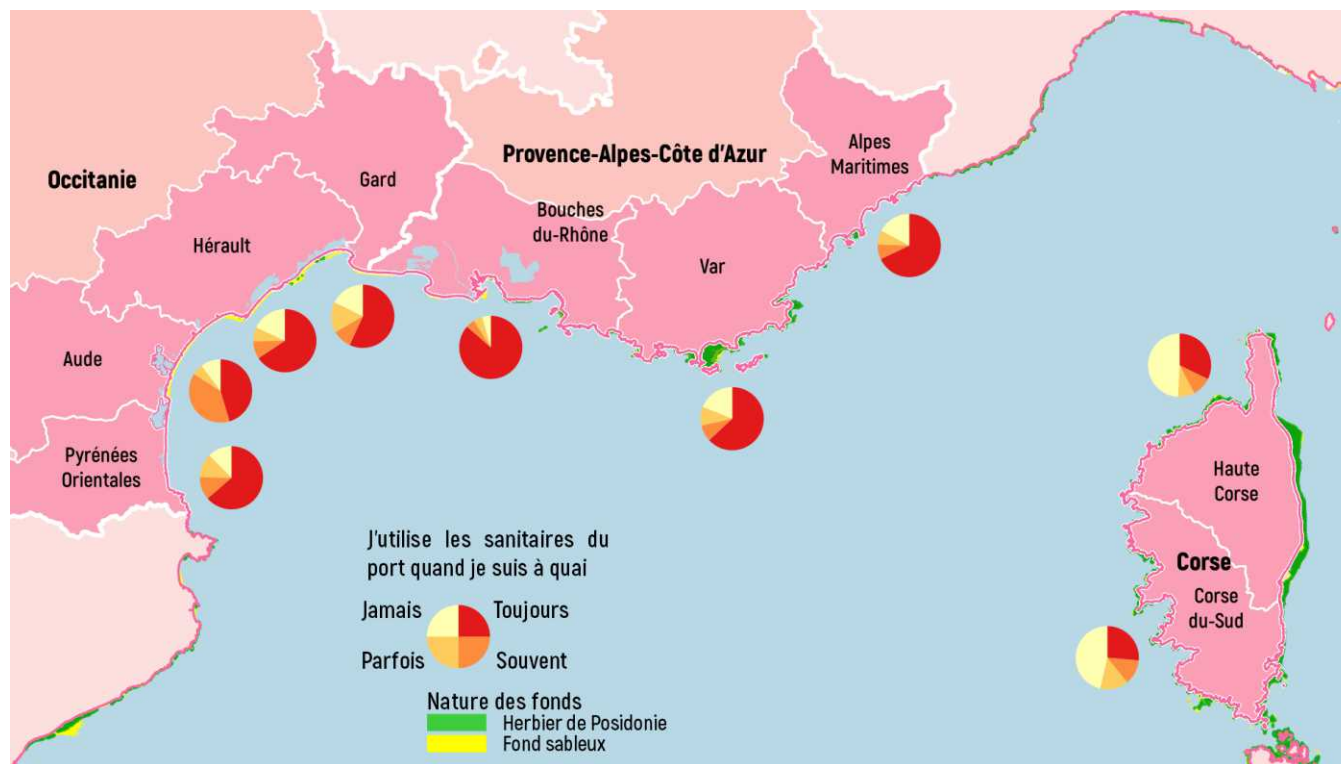 Occitanie
Provence-Alpes-Côte d'Azur
Alpes
Maritimes
Gard
Bouches
du-Rhône
Hérault
Var
Aude
Pyrénées
Orientales
Haute
Corse
Corse
Corse
du-Sud
J'utilise les sanitaires du
port quand je suis à quai
Jamais
Toujours
Parfois
Souvent
Nature des fonds
Herbier de Posidonie
Fond sableux